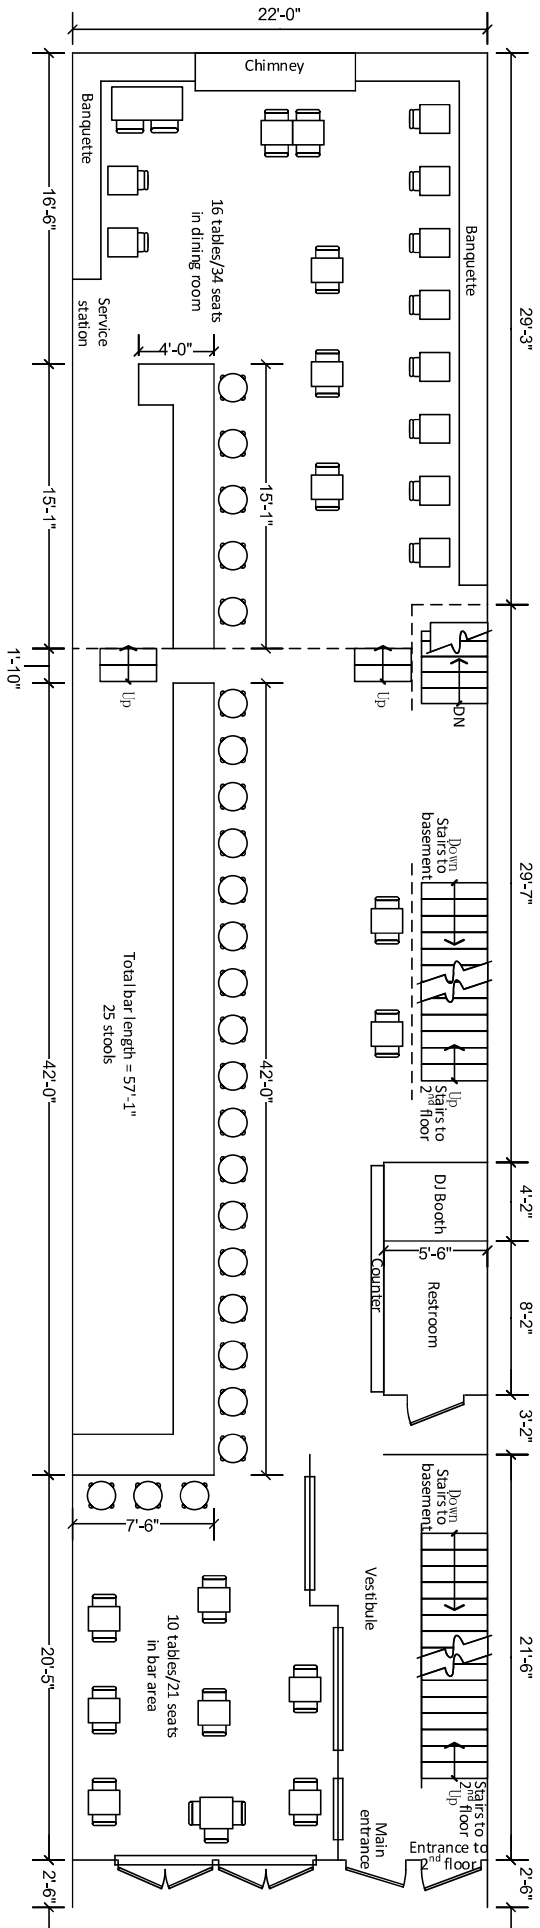 22'-0"
Chimney
Banquette
16'-6"
16 tables/34 seats
in dining room
Banquette
29'-3"
Service
station
4'-0"
15'-1"
15'-1"
1'-10"
Up
Up
DN
Down
Stairs to
basement
29'-7"
Total bar length = 57'-1"
25 stools
42'-0"
42'-0"
Up
Stairs to
2nd floor
DJ Booth
4'-2"
5'-6"
Counter
Restroom
8'-2"
3'-2"
Down
Stairs to
basement
7'-6"
Vestibule
21'-6"
20'-5"
10 tables/21 seats
in bar area
Up
Stairs to
2nd floor
Main
entrance
Entrance to
2nd floor
2'-6"
2'-6"